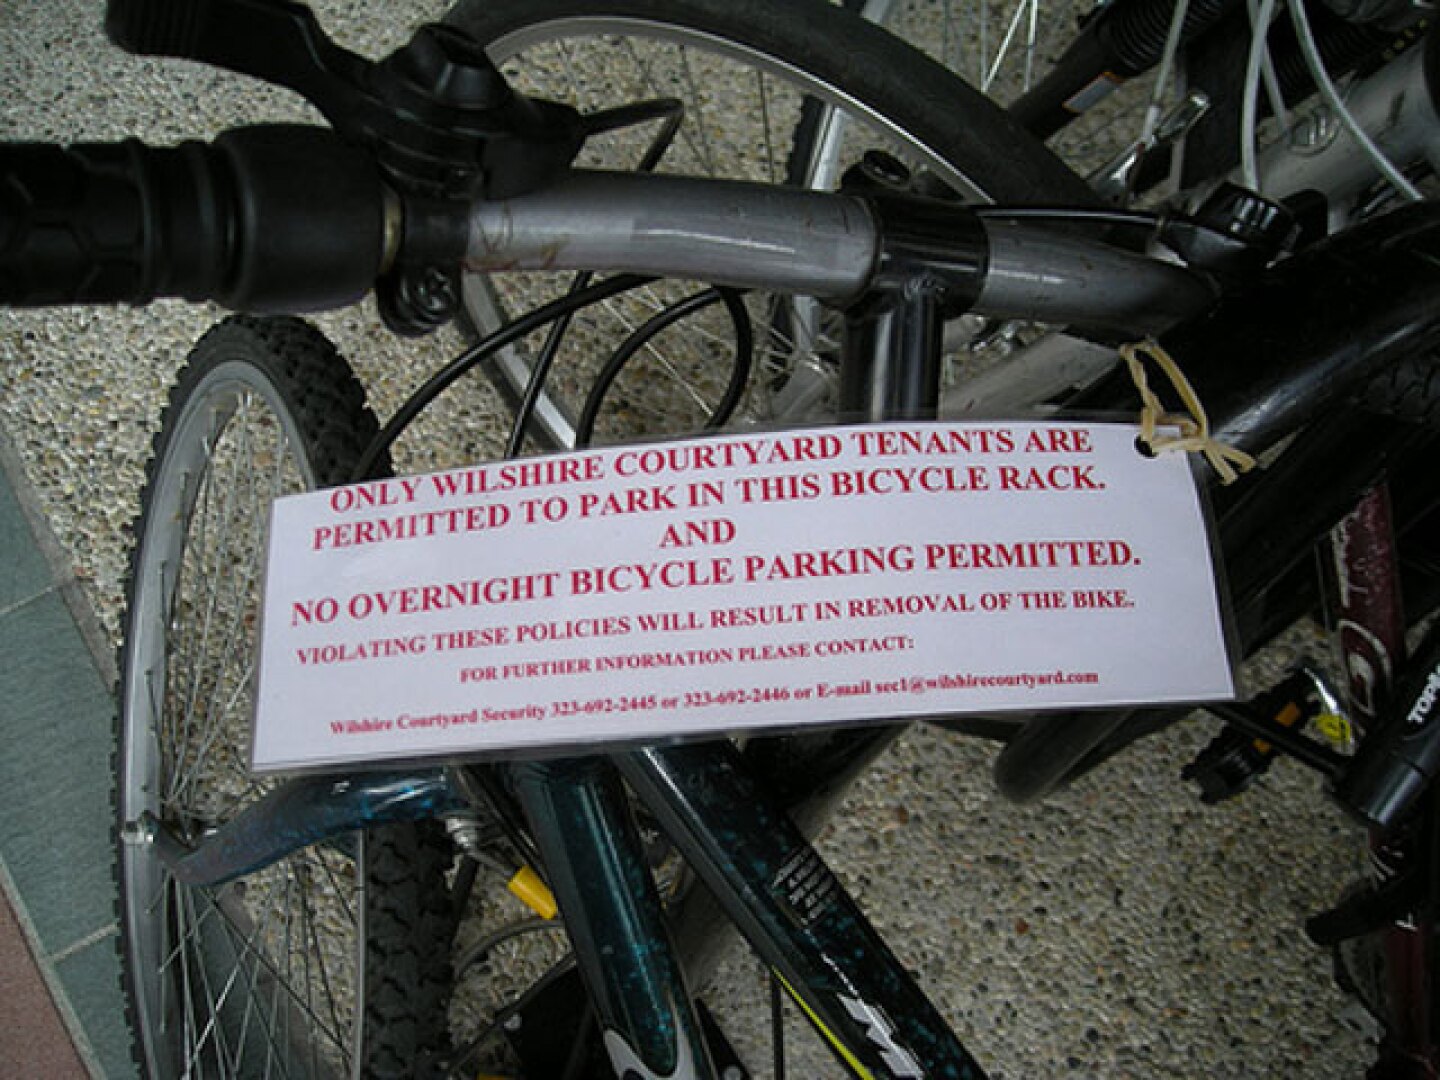 ONLY WILSHIRE COURTYARD TENANTS ARE
PERMITTED TO PARK IN THIS BICYCLE RACK.
AND
NO OVERNIGHT BICYCLE PARKING PERMITTED.
VIOLATING THESE POLICIES WILL RESULT IN REMOVAL OF THE BIKE.
FOR FURTHER INFORMATION PLEASE CONTACT:
Wilshire Courtyard Security 323-692-2445 or 323-692-2446 or E-mail sec1@wilshirecourtyard.com